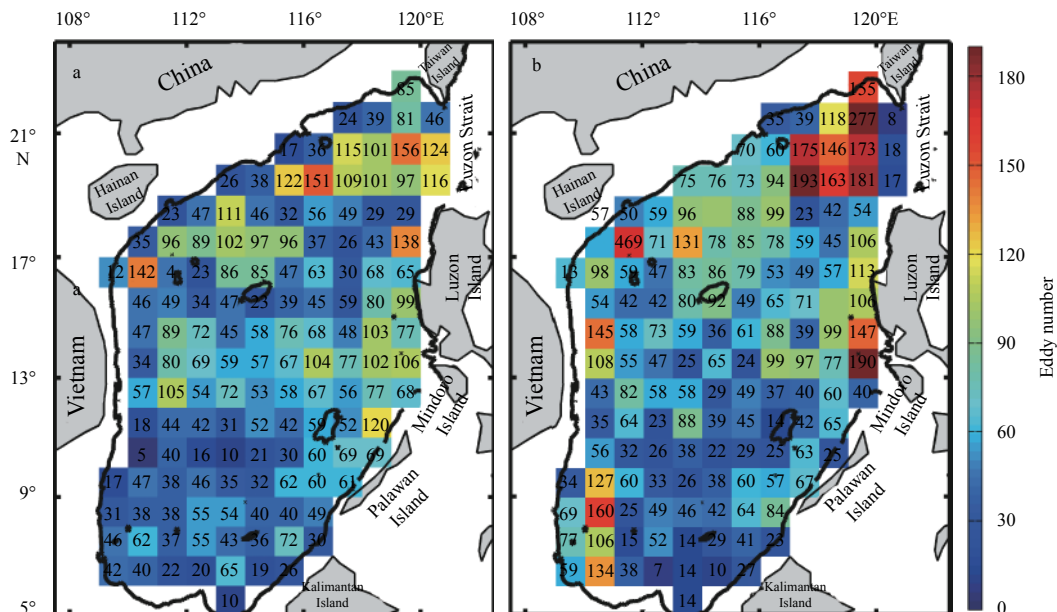 108° 112° 116° 120° 108° 112° 116° 120°
a China Taiwan Island b China Taiwan Island
85 155
24 39 81 46 35 39 118 277 8
21° N
17 36 115 101 156 124 70 60 175 146 173 18
Luzon Strait Luzon Strait
26 38 122 151 109 101 97 116 75 76 73 94 193 163 181 17
Hainan Island Hainan Island
23 47 111 46 32 56 49 29 29 57 50 59 96 88 99 23 42 54
35 96 89 102 97 96 37 26 43 138 469 71 131 78 85 78 59 45 106
17°
12 142 4 23 86 85 47 63 30 68 65 13 98 59 47 83 86 79 53 49 57 113
a
46 49 34 47 23 39 45 59 80 99 54 42 42 80 92 49 65 71 106
Luzon Island Luzon Island
47 89 72 45 58 76 68 48 103 77 145 58 73 59 36 61 88 39 99 147
34 80 69 59 57 67 104 77 102 106 108 55 47 25 65 24 99 97 77 190
Vietnam Vietnam
13°
57 105 54 72 53 58 67 56 77 68 43 82 58 58 29 49 37 40 60 40
Mindoro Island Mindoro Island
18 44 42 31 52 42 59 52 120 35 64 23 88 39 45 14 42 65
5 40 16 10 21 30 60 69 69 56 32 26 38 22 29 25 63 25
17 47 38 46 35 32 62 60 61 34 127 60 33 26 38 60 57 67
9°
Palawan Island Palawan Island
31 38 38 55 54 40 40 49 69 160 25 49 46 42 64 84
46 62 37 55 43 36 72 30 77 106 15 52 14 29 41 23
42 40 22 20 65 19 26 59 134 38 7 14 10 27
Kalimantan Island Kalimantan Island
10 14
5°
180
150
120
90
60
30
0
Eddy number